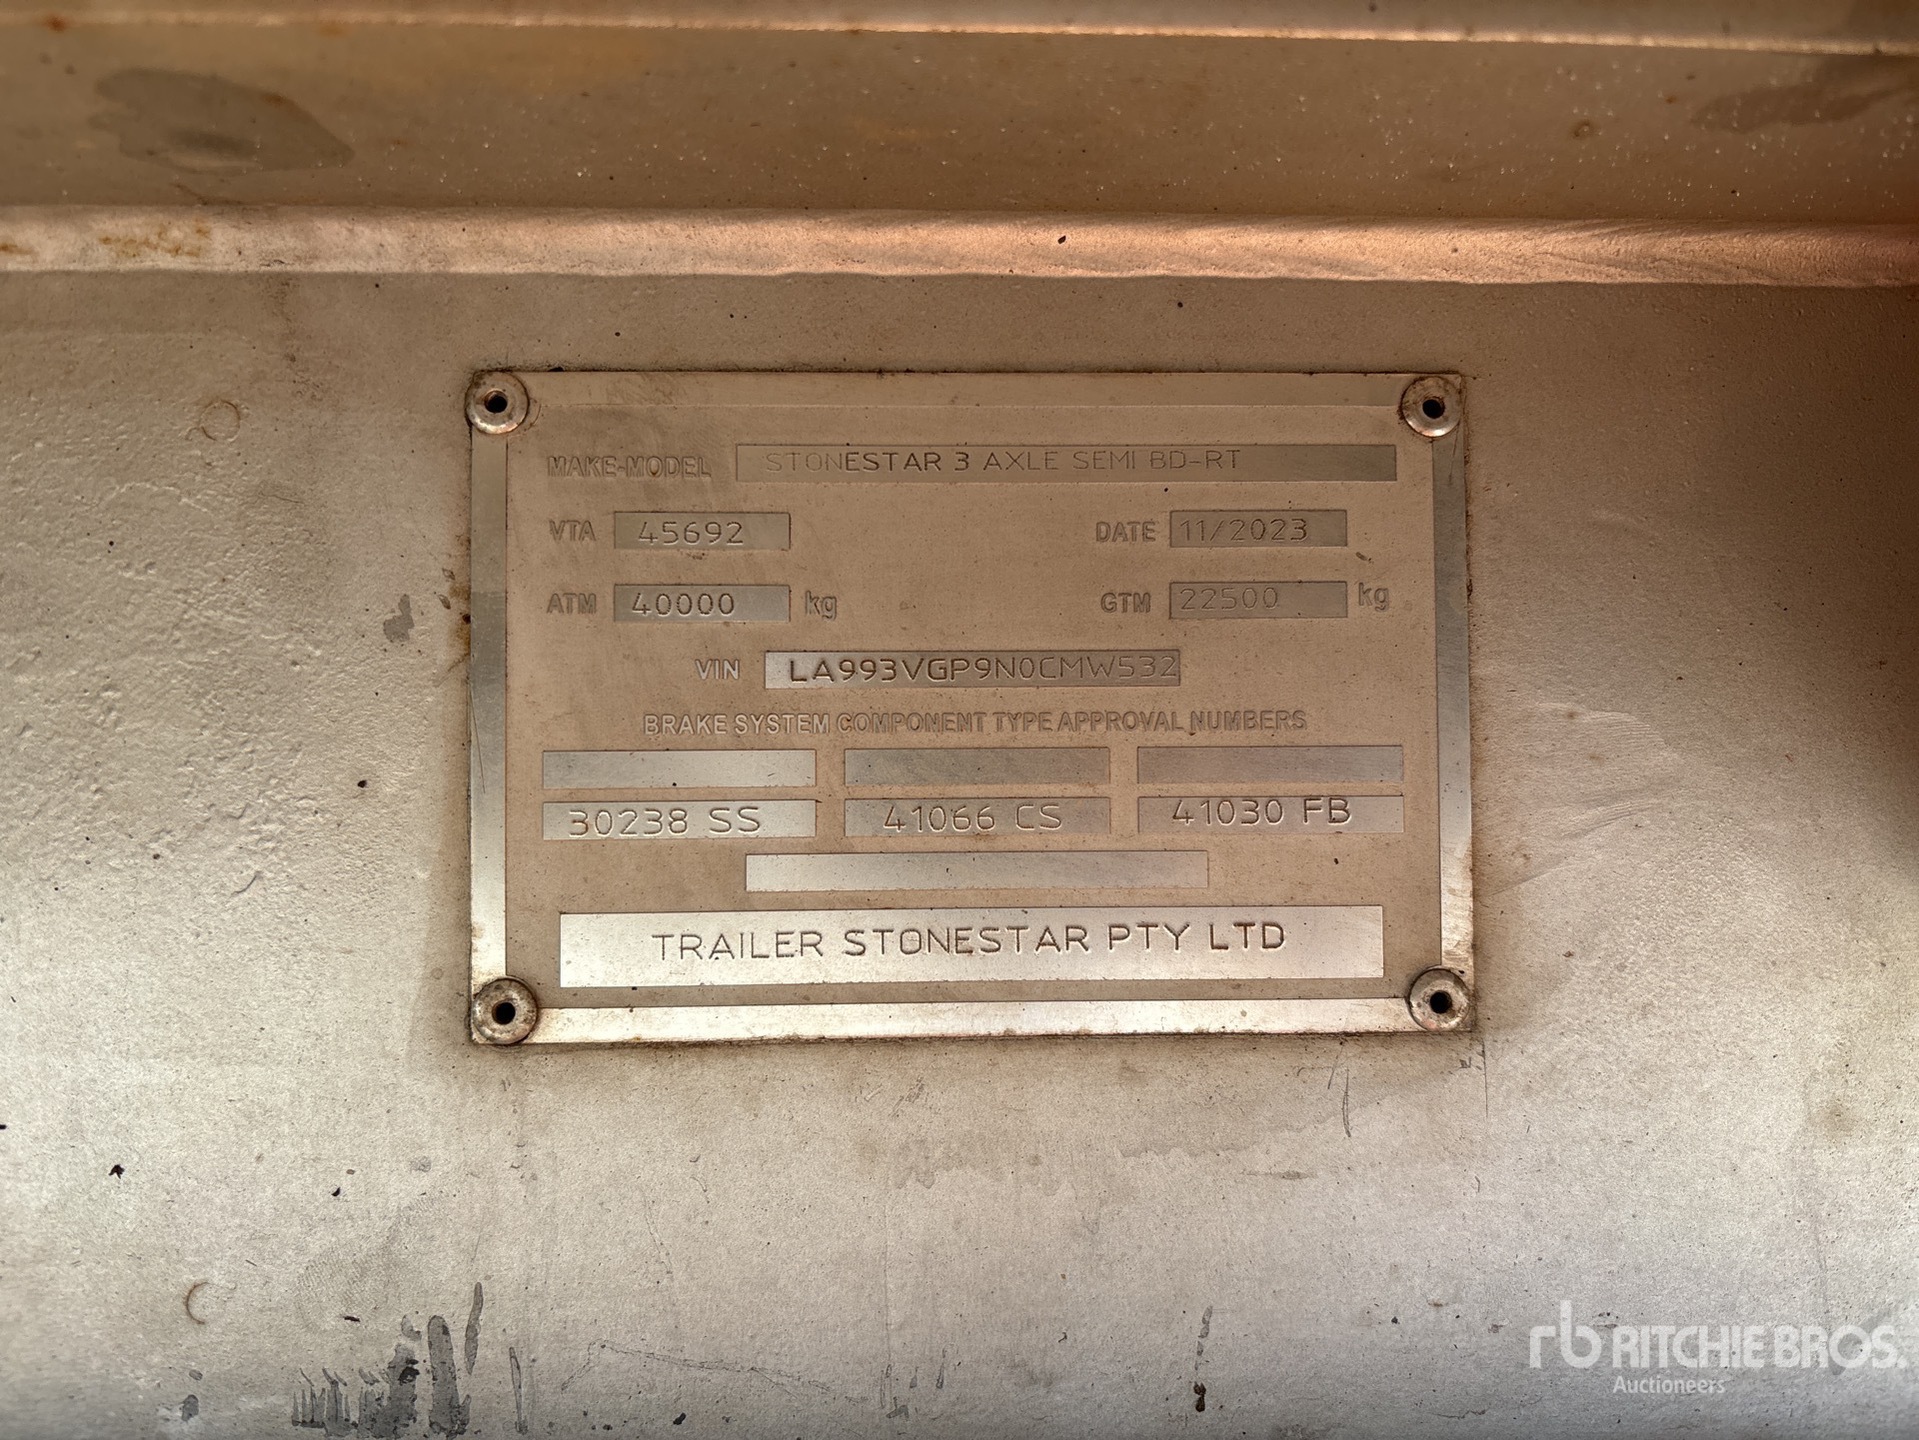 MAKE-MODEL STONESTAR 3 AXLE SEMI BD-RT
VTA 45692 DATE 11/2023
ATM 40000 kg GTM 22500 kg
VIN LA993VGP9N0CMW532
BRAKE SYSTEM COMPONENT TYPE APPROVAL NUMBERS
30238 SS 41066 CS 41030 FB
TRAILER STONESTAR PTY LTD
rb RITCHIE BROS.
Auctioneers